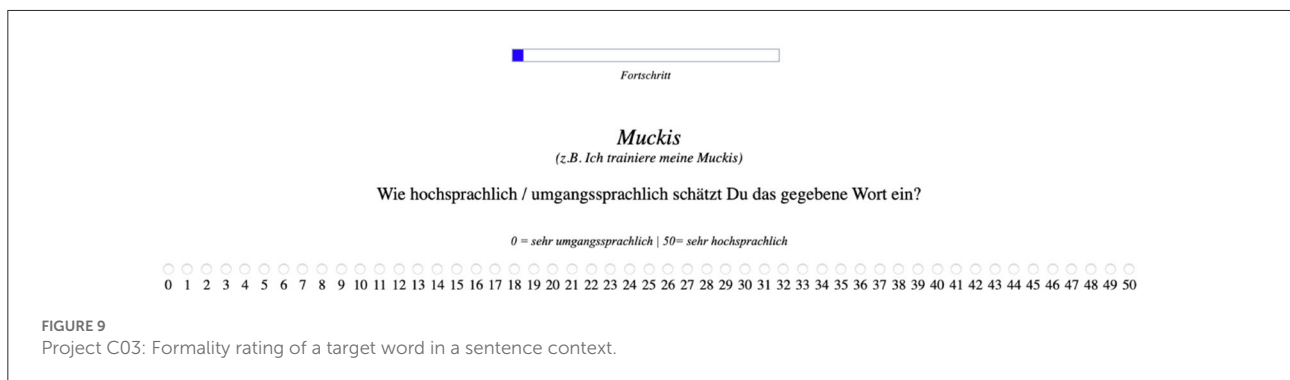 Fortschritt
Muckis
(z.B. Ich trainiere meine Muckis)
Wie hochsprachlich / umgangssprachlich schätzt Du das gegebene Wort ein?
0 = sehr umgangssprachlich | 50= sehr hochsprachlich
0 1 2 3 4 5 6 7 8 9 10 11 12 13 14 15 16 17 18 19 20 21 22 23 24 25 26 27 28 29 30 31 32 33 34 35 36 37 38 39 40 41 42 43 44 45 46 47 48 49 50
FIGURE 9
Project C03: Formality rating of a target word in a sentence context.